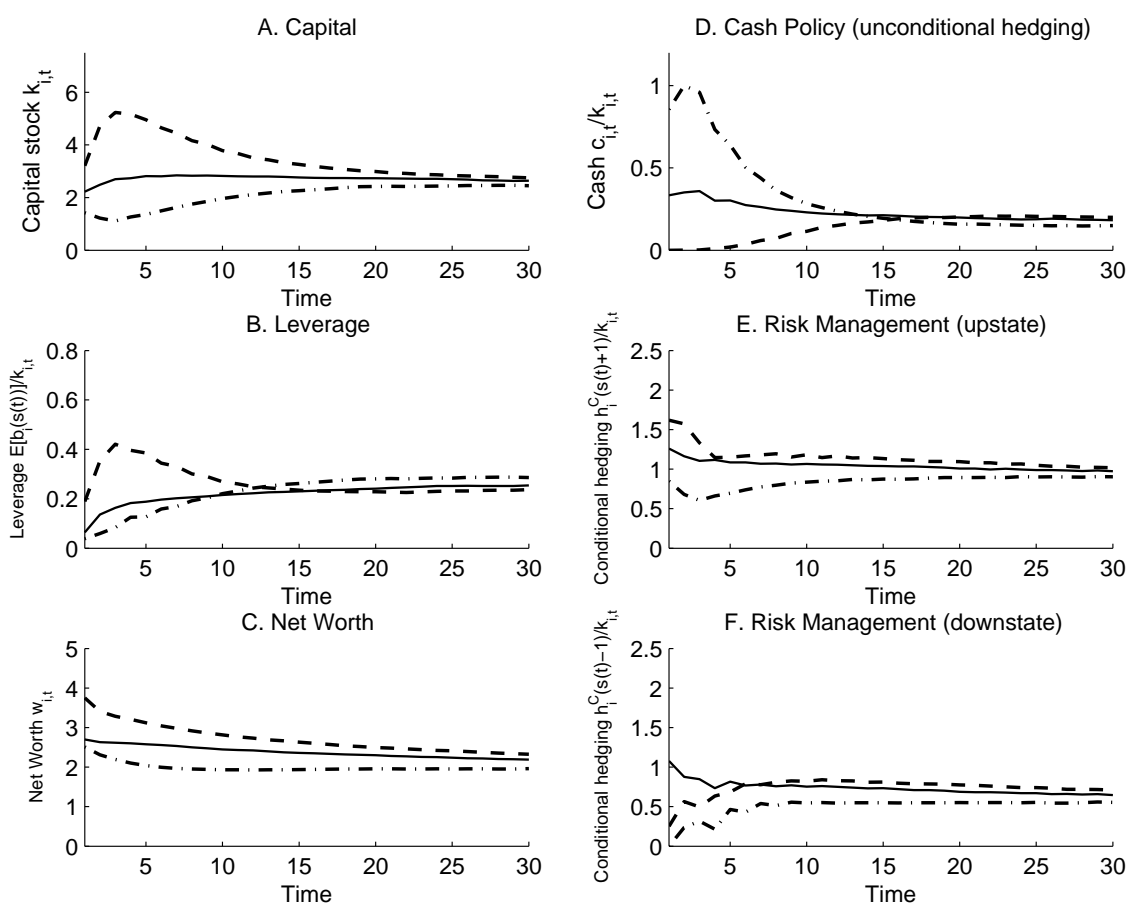 A. Capital
Capital stock k_{i,t}
6
4
2
0
5 10 15 20 25 30
Time
B. Leverage
Leverage E[b_i(s(t))]/k_{i,t}
0.8
0.6
0.4
0.2
0
5 10 15 20 25 30
Time
C. Net Worth
Net Worth w_{i,t}
5
4
3
2
1
0
5 10 15 20 25 30
Time
D. Cash Policy (unconditional hedging)
Cash c_{i,t}/k_{i,t}
1
0.5
0
5 10 15 20 25 30
Time
E. Risk Management (upstate)
Conditional hedging h_i^C(s(t)+1)/k_{i,t}
2.5
2
1.5
1
0.5
0
5 10 15 20 25 30
Time
F. Risk Management (downstate)
Conditional hedging h_i^C(s(t)−1)/k_{i,t}
2.5
2
1.5
1
0.5
0
5 10 15 20 25 30
Time